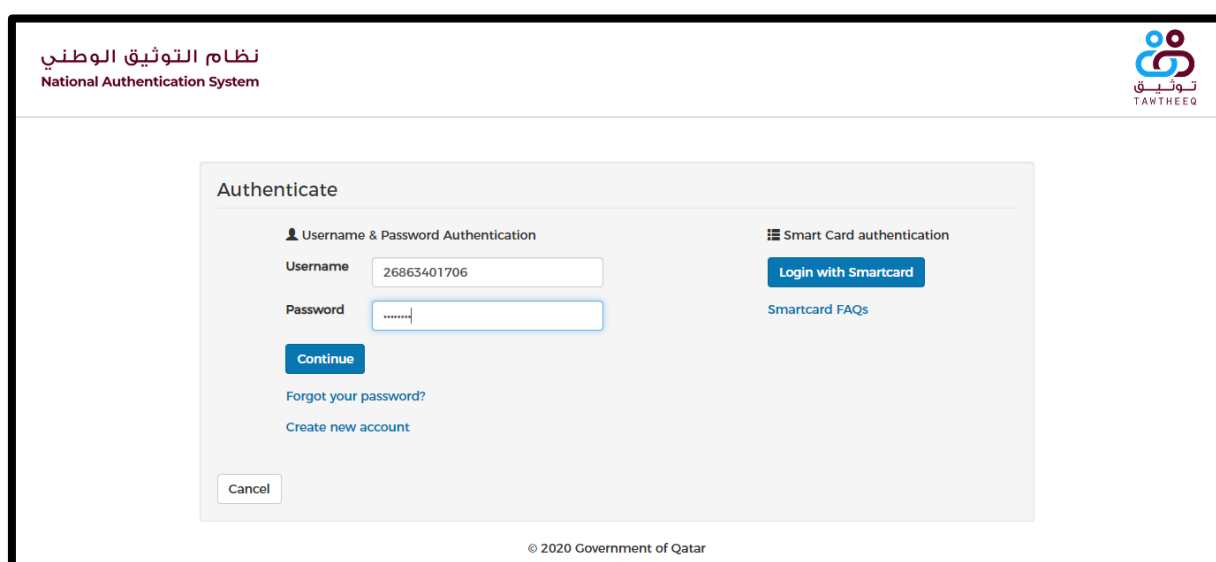 نظام التوثيق الوطني
National Authentication System
توثيق
TAWTHEEQ
Authenticate
Username & Password Authentication
Username
26863401706
Password
••••••••
Continue
Forgot your password?
Create new account
Smart Card authentication
Login with Smartcard
Smartcard FAQs
Cancel
© 2020 Government of Qatar